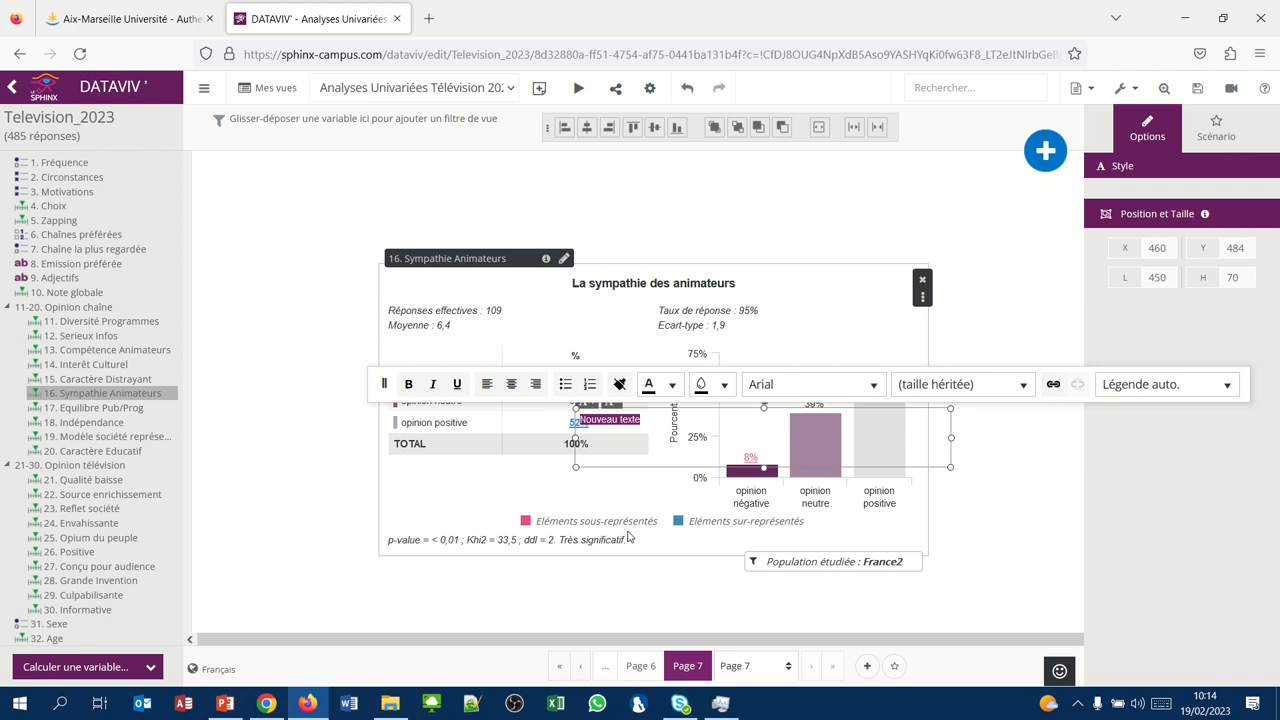 Aix-Marseille Université - Authe
DATAVIV' - Analyses Univariées
https://sphinx-campus.com/dataviv/edit/Television_2023/8d32880a-ff51-4754-af75-0441ba131b4f?c=!CfDJ8OUG4NpXdB5Aso9YASHYqKi0fw63F8_LT2eJtNlrbGeB
LE SPHINX
DATAVIV '
Mes vues
Analyses Univariées Télévision 202
Rechercher...
Television_2023
(485 réponses)
Glisser-déposer une variable ici pour ajouter un filtre de vue
Options
Scénario
1. Fréquence
2. Circonstances
3. Motivations
4. Choix
5. Zapping
6. Chaînes préférées
7. Chaîne la plus regardée
8. Emission préférée
9. Adjectifs
10. Note globale
11-20. Opinion chaîne
11. Diversité Programmes
12. Serieux Infos
13. Compétence Animateurs
14. Interêt Culturel
15. Caractère Distrayant
16. Sympathie Animateurs
17. Equilibre Pub/Prog
18. Indépendance
19. Modèle société représe...
20. Caractère Educatif
21-30. Opinion télévision
21. Qualité baisse
22. Source enrichissement
23. Reflet société
24. Envahissante
25. Opium du peuple
26. Positive
27. Conçu pour audience
28. Grande Invention
29. Culpabilisante
30. Informative
31. Sexe
32. Age
Calculer une variable...
Style
Position et Taille
X 460 Y 484
L 450 H 70
16. Sympathie Animateurs
La sympathie des animateurs
Réponses effectives : 109
Taux de réponse : 95%
Moyenne : 6,4
Ecart-type : 1,9
%
75%
B I U
A
Arial
(taille héritée)
Légende auto.
39%
Nouveau texte
opinion positive
TOTAL 100%
Pourcent
25%
8%
0%
opinion négative
opinion neutre
opinion positive
Eléments sous-représentés
Eléments sur-représentés
p-value = < 0,01 ; Khi2 = 33,5 ; ddl = 2. Très significatif.
Population étudiée : France2
Français
« ‹ ... Page 6 Page 7 Page 7 › »
10:14
19/02/2023